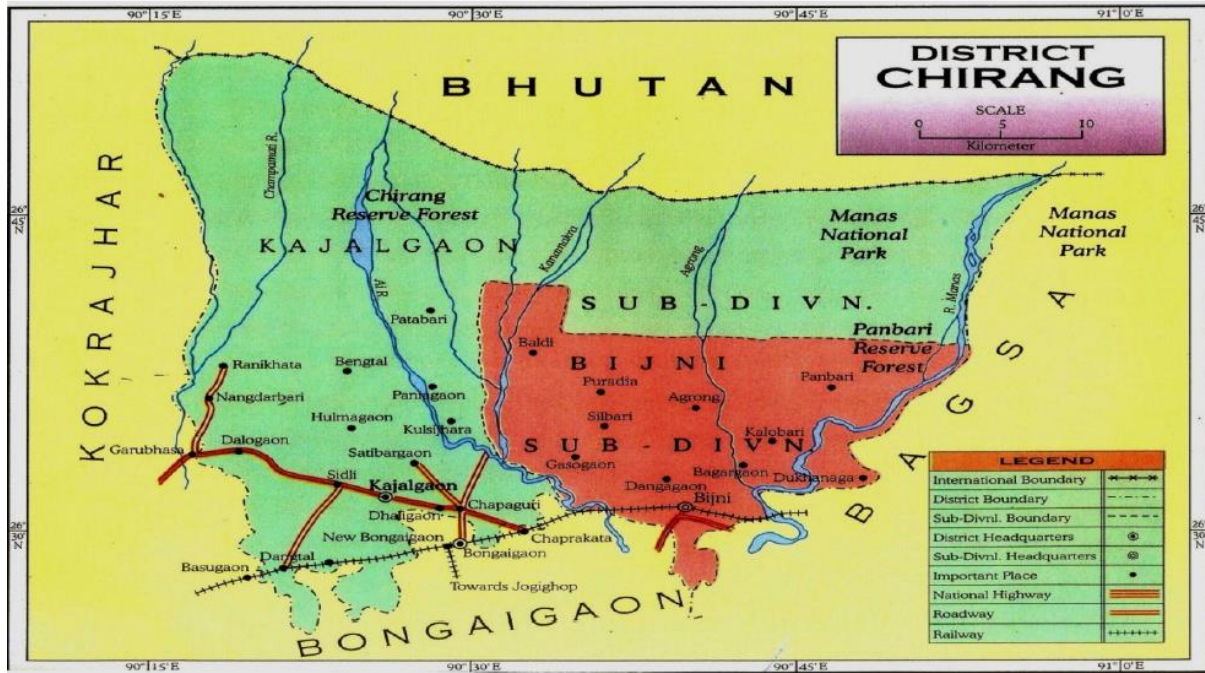 90°15'E
90°30'E
90°45'E
91°0'E
DISTRICT
CHIRANG
SCALE
0 5 10
Kilometer
BHUTAN
KOKRAJHAR
Champamati R.
26°
45'
N
Chirang
Reserve Forest
KAJALGAON
Kanamakra
Agrong
Manas
National
Park
Manas
National
Park
26°
45'
N
SUB-DIVN.
Ai R
R. Manas
Patabari
Baldi
Panbari
Reserve
Forest
BAGSA
Ranikhata
Bengtal
BIJNI
Nangdarbari
Puradia
Agrong
Panbari
Hulmagaon
Kulsijhara
Silbari
SUB-DIVN
Kalobari
Garubhasa
Dalogaon
Satibargaon
Gasogaon
Bagargaon
Sidli
Kajalgaon
Dangagaon
Dukhanaga
Bijni
Dhaligaon
Chapaguri
New Bongaigaon
Bongaigaon
Chaprakata
Basugaon
Dangtal
Towards Jogighop
BONGAIGAON
26°
30'
N
26°
30'
N
LEGEND
International Boundary
District Boundary
Sub-Divnl. Boundary
District Headquarters
Sub-Divnl. Headquarters
Important Place
National Highway
Roadway
Railway
90°15'E
90°30'E
90°45'E
91°0'E